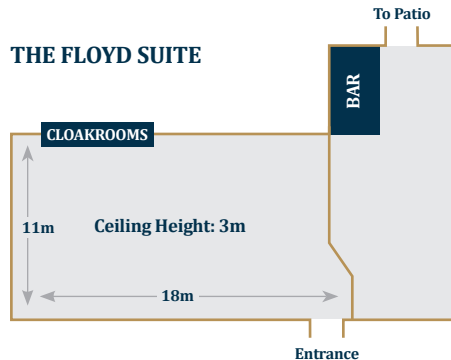 To Patio
THE FLOYD SUITE
BAR
CLOAKROOMS
11m
Ceiling Height: 3m
18m
Entrance